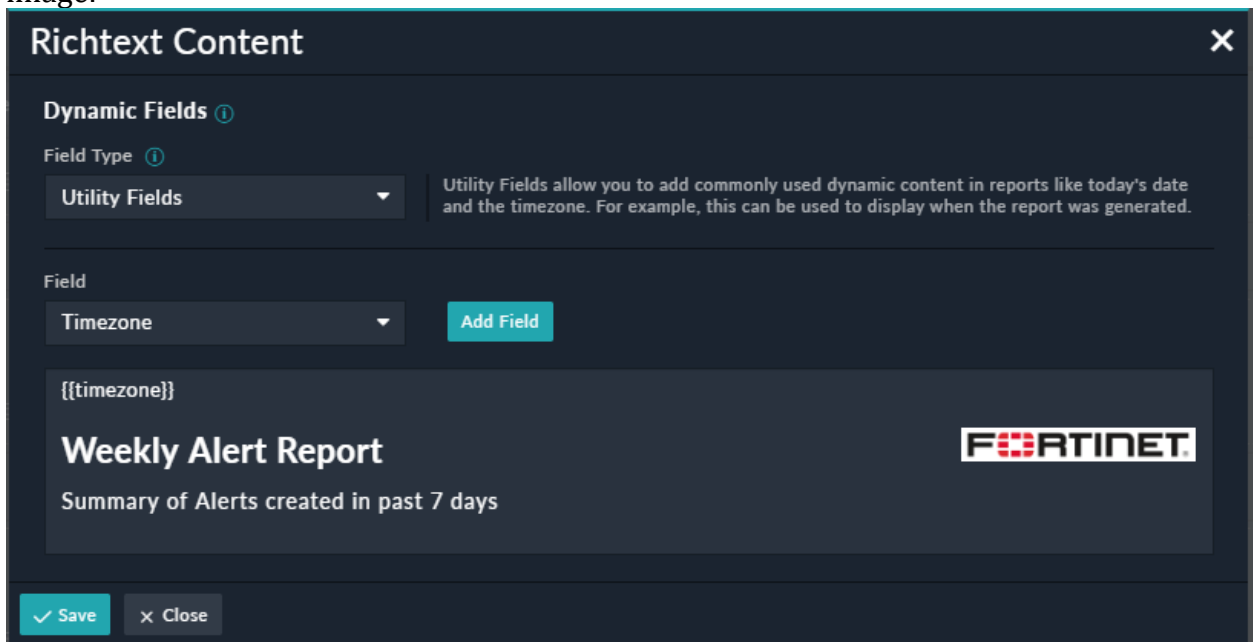 image.
Richtext Content
Dynamic Fields
Field Type
Utility Fields
Utility Fields allow you to add commonly used dynamic content in reports like today's date
and the timezone. For example, this can be used to display when the report was generated.
Field
Timezone
Add Field
{{timezone}}
Weekly Alert Report
FORTINET
Summary of Alerts created in past 7 days
Save
Close